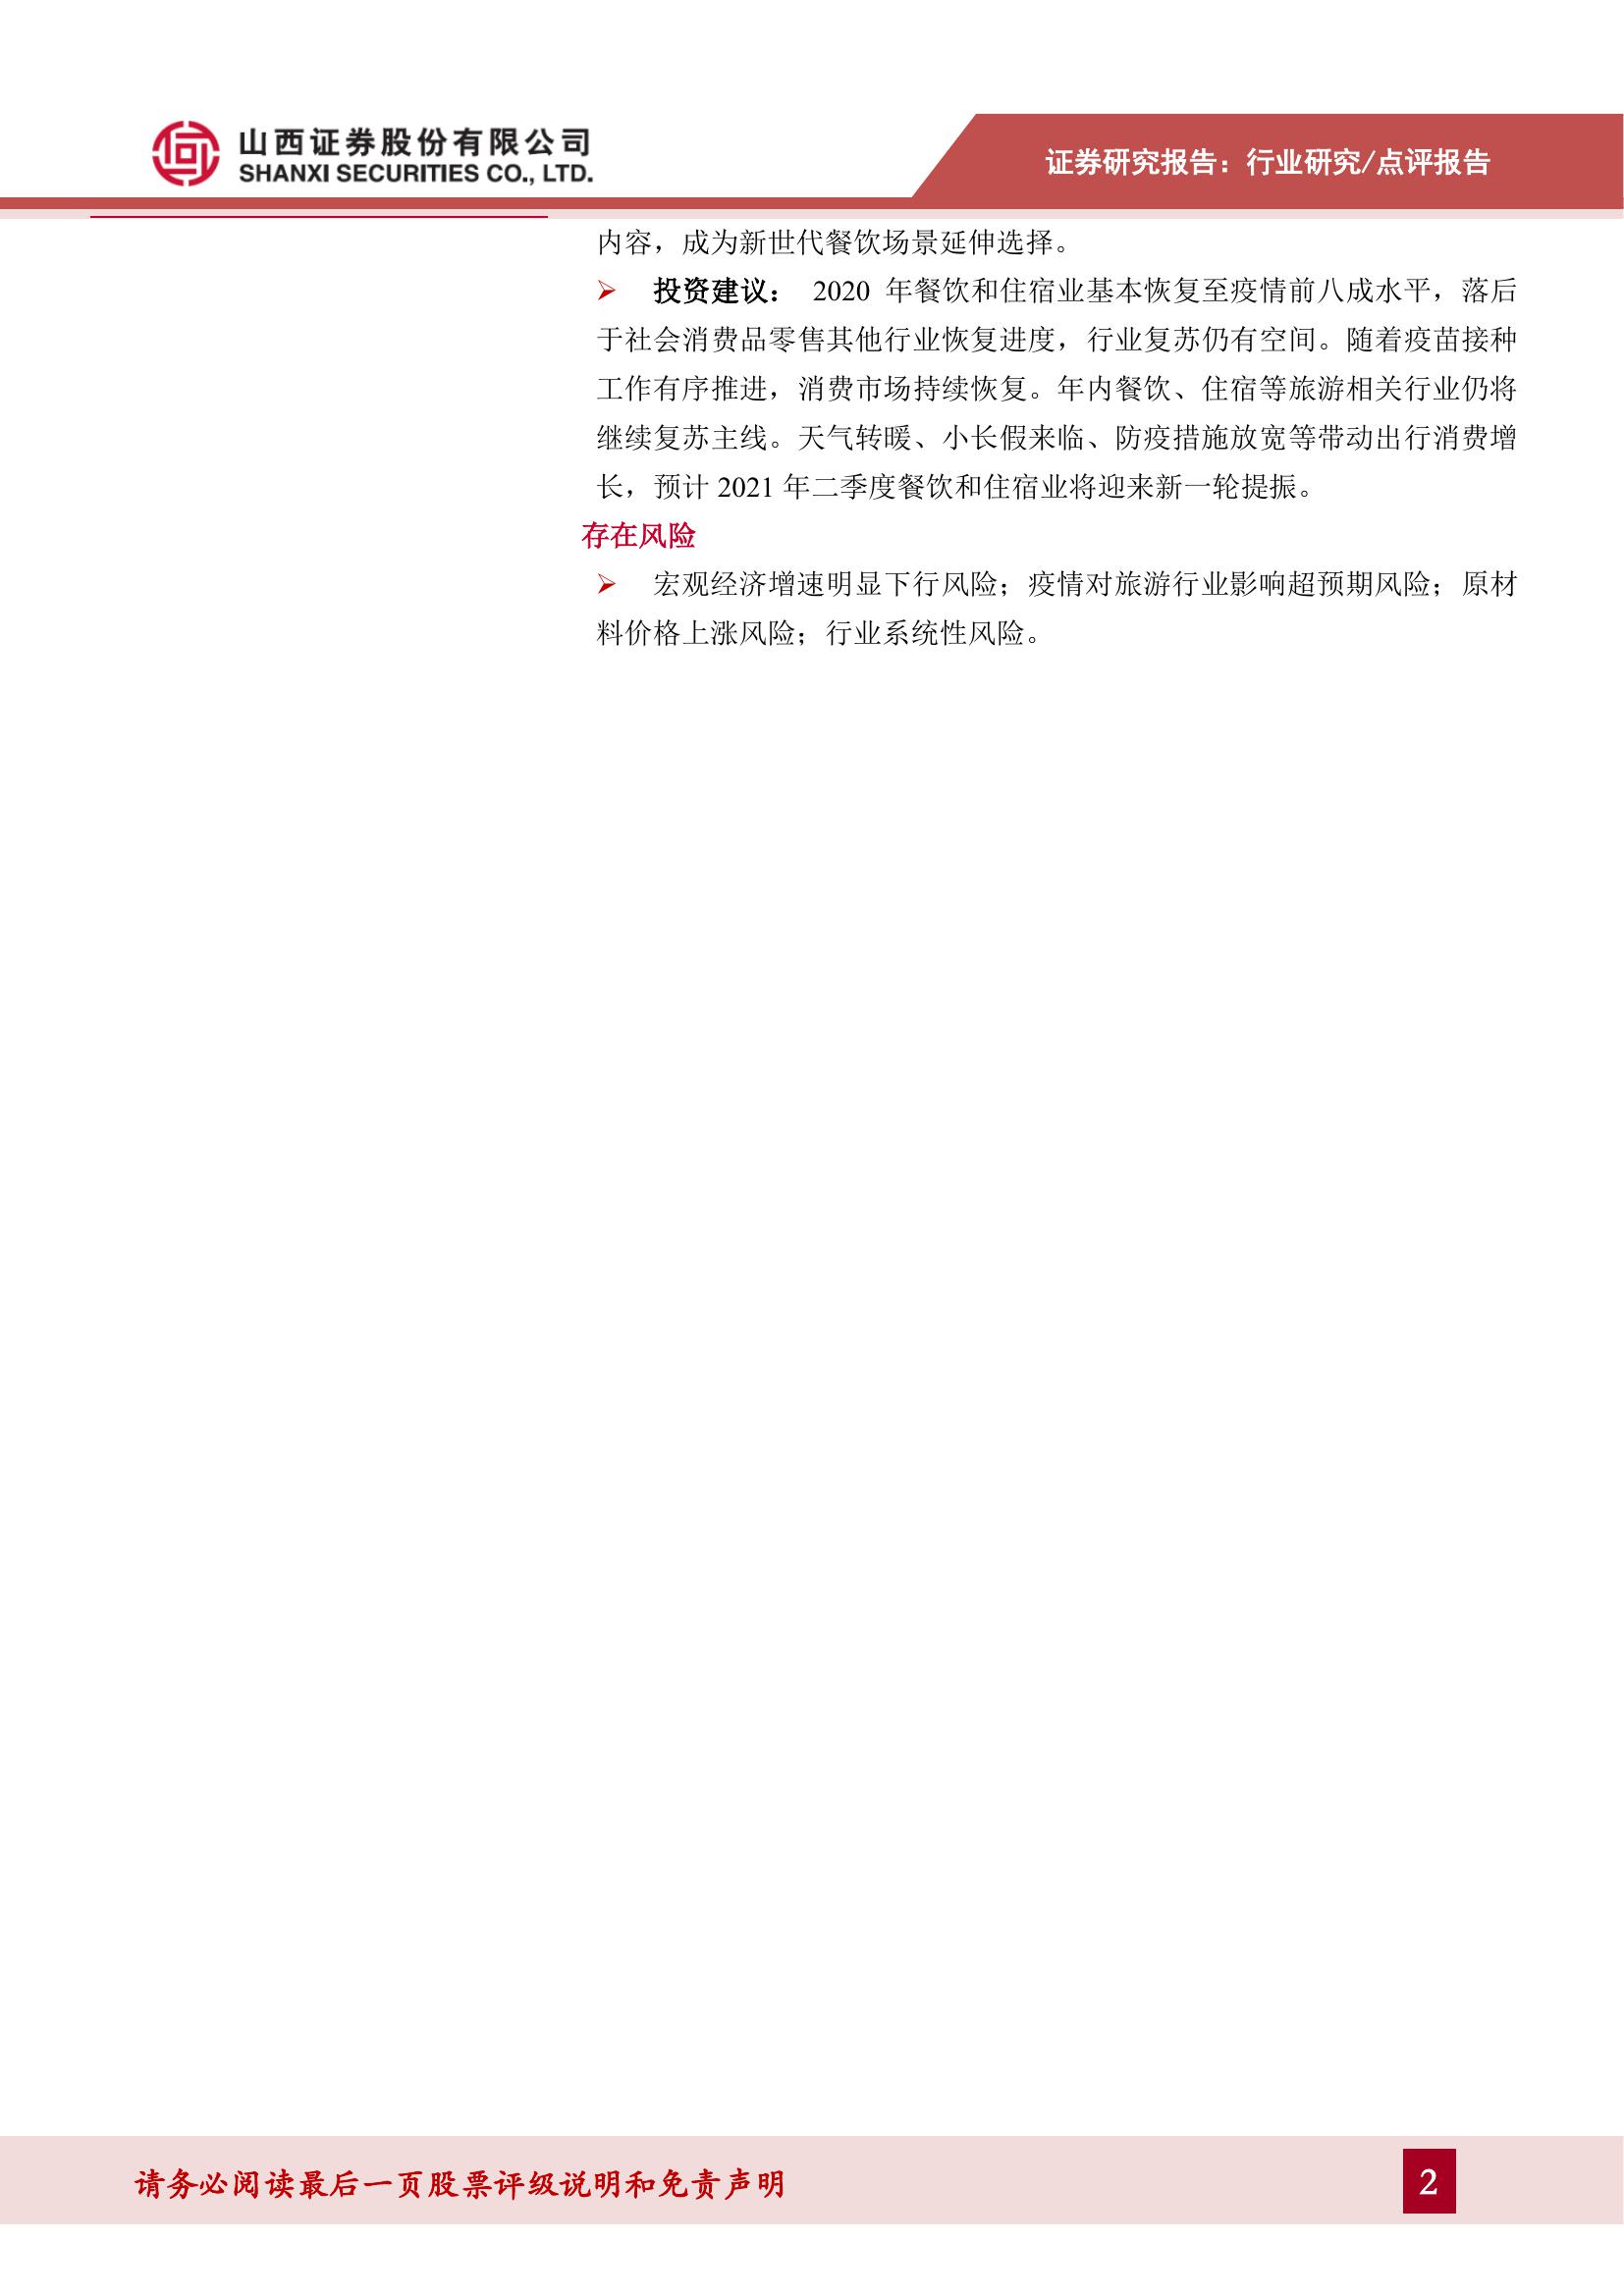 山西证券股份有限公司
SHANXI SECURITIES CO., LTD.
证券研究报告：行业研究/点评报告
内容，成为新世代餐饮场景延伸选择。
➢ 投资建议： 2020 年餐饮和住宿业基本恢复至疫情前八成水平，落后
于社会消费品零售其他行业恢复进度，行业复苏仍有空间。随着疫苗接种
工作有序推进，消费市场持续恢复。年内餐饮、住宿等旅游相关行业仍将
继续复苏主线。天气转暖、小长假来临、防疫措施放宽等带动出行消费增
长，预计 2021 年二季度餐饮和住宿业将迎来新一轮提振。
存在风险
➢ 宏观经济增速明显下行风险；疫情对旅游行业影响超预期风险；原材
料价格上涨风险；行业系统性风险。
请务必阅读最后一页股票评级说明和免责声明
2